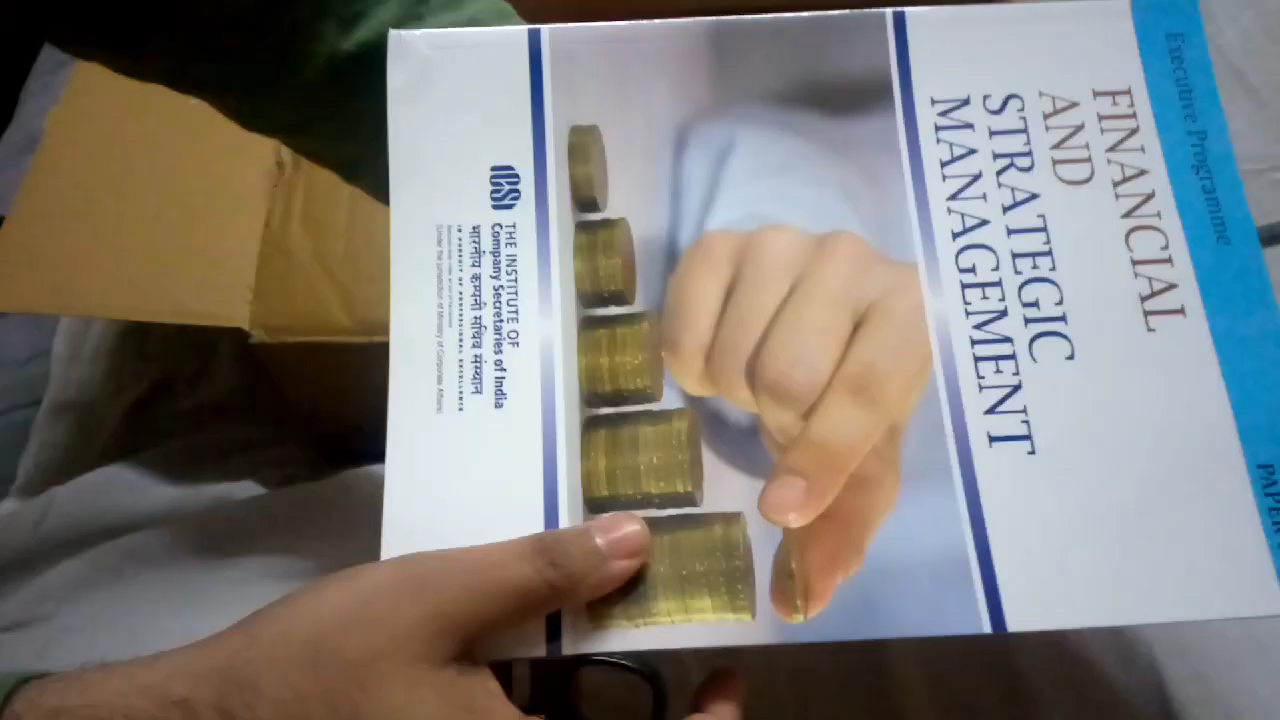 Executive Programme
PAPER
FINANCIAL
AND
STRATEGIC
MANAGEMENT
ICSI
THE INSTITUTE OF
Company Secretaries of India
भारतीय कम्पनी सचिव संस्थान
IN PURSUIT OF PROFESSIONAL EXCELLENCE
(Under the jurisdiction of Ministry of Corporate Affairs)